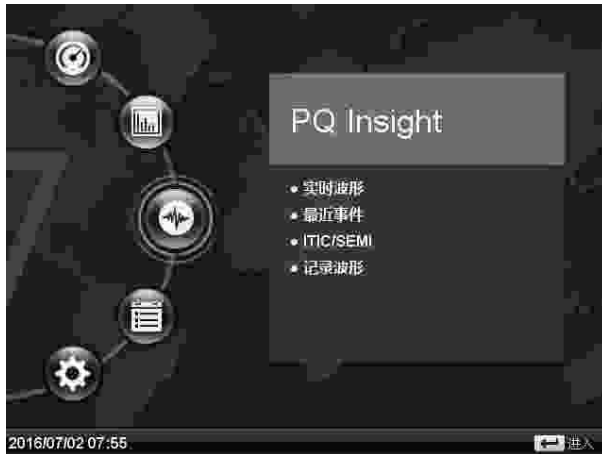 PQ Insight
• 实时波形
• 最近事件
• ITIC/SEMI
• 记录波形
2016/07/02 07:55
进入